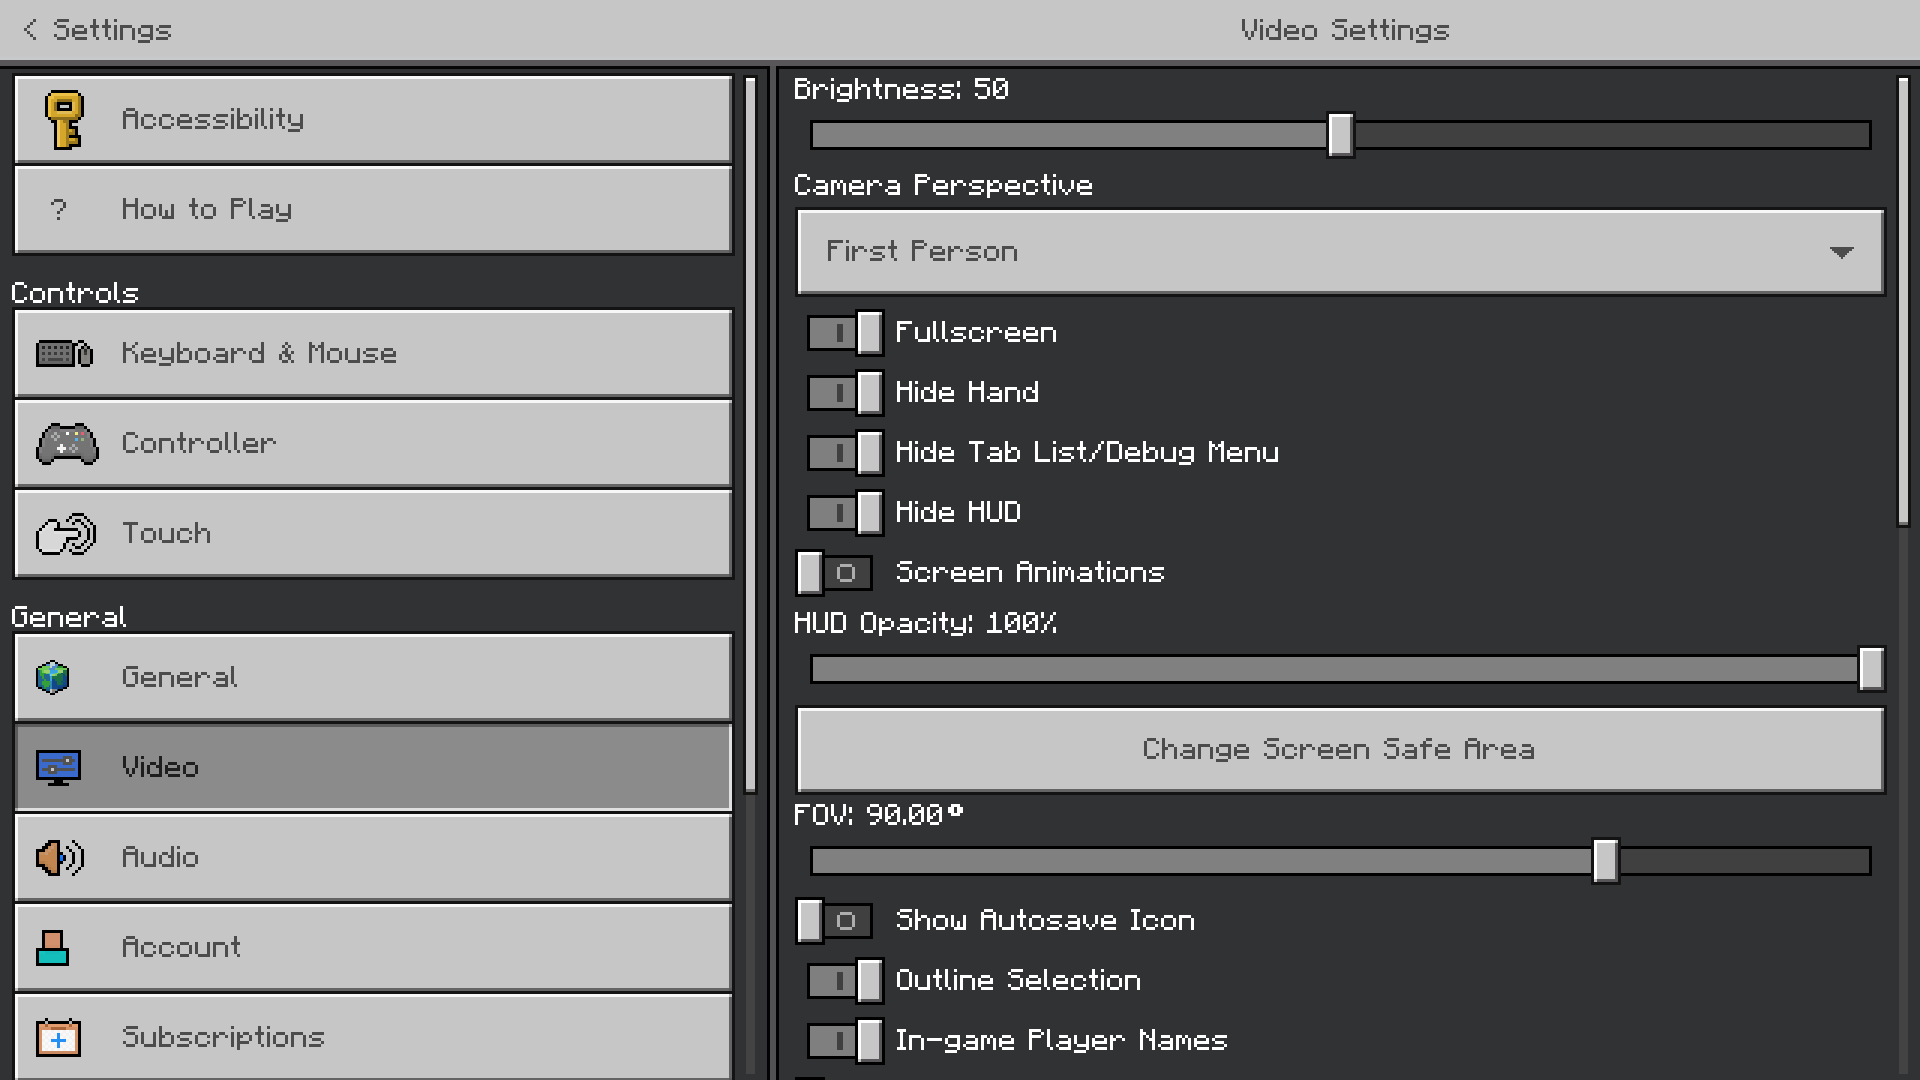 Settings
Video Settings
Accessibility
? How to Play
Controls
Keyboard & Mouse
Controller
Touch
General
General
Video
Audio
Account
Subscriptions
Brightness: 50
Camera Perspective
First Person
Fullscreen
Hide Hand
Hide Tab List/Debug Menu
Hide HUD
Screen Animations
HUD Opacity: 100%
Change Screen Safe Area
FOV: 90.00°
Show Autosave Icon
Outline Selection
In-game Player Names